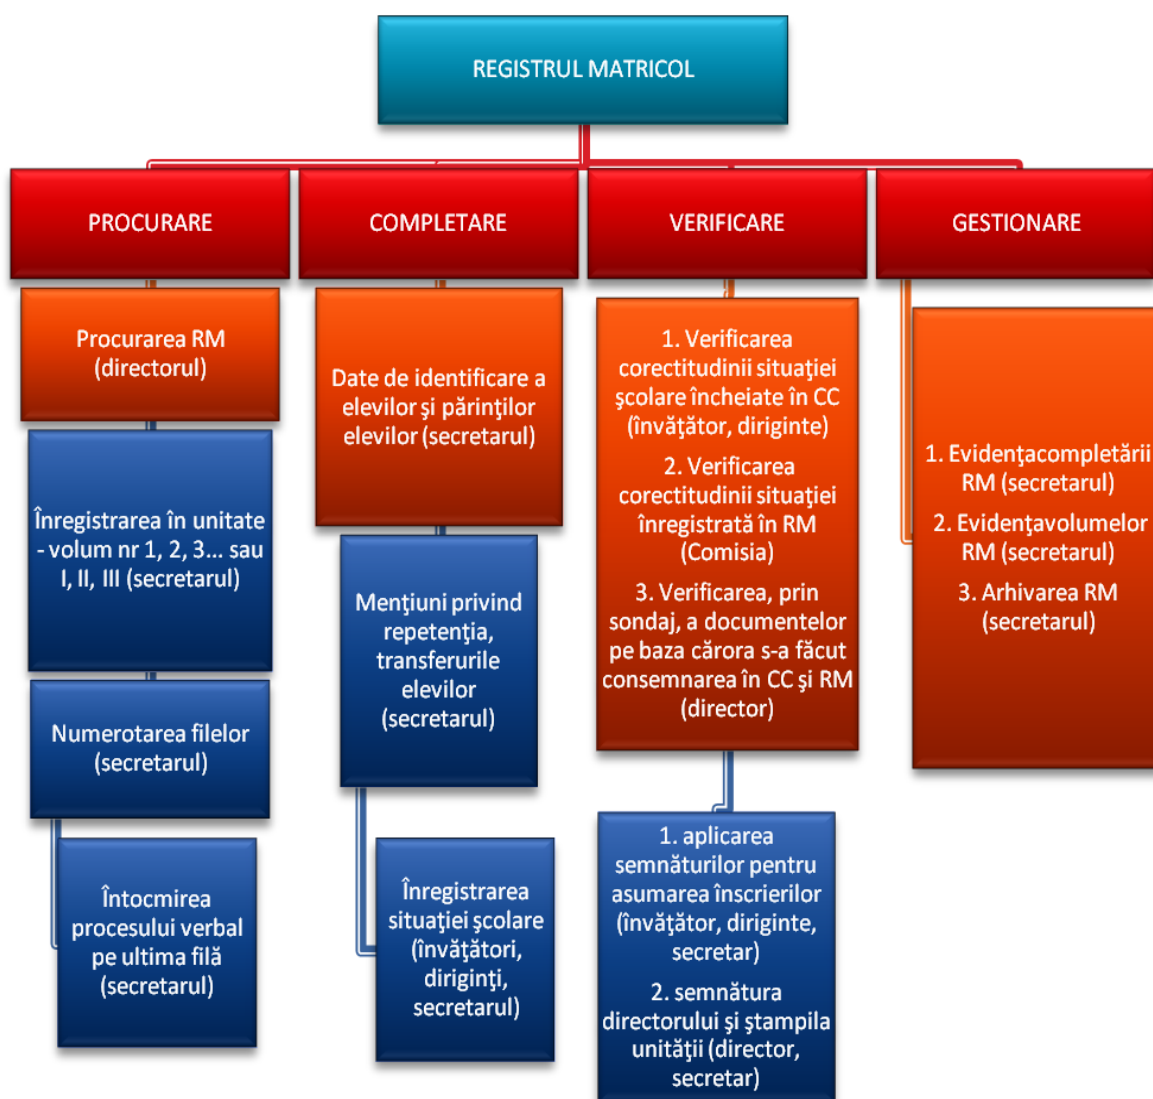 REGISTRUL MATRICOL
PROCURARE
COMPLETARE
VERIFICARE
GESTIONARE
Procurarea RM
(directorul)
Înregistrarea în unitate
- volum nr 1, 2, 3... sau
I, II, III (secretarul)
Numerotarea filelor
(secretarul)
Întocmirea
procesului verbal
pe ultima filă
(secretarul)
Date de identificare a
elevilor şi părinţilor
elevilor (secretarul)
Menţiuni privind
repetenţia,
transferurile
elevilor
(secretarul)
Înregistrarea
situaţiei şcolare
(învăţători,
diriginţi,
secretarul)
1. Verificarea
corectitudinii situaţiei
şcolare încheiate în CC
(învăţător, diriginte)
2. Verificarea
corectitudinii situaţiei
înregistrată în RM
(Comisia)
3. Verificarea, prin
sondaj, a documentelor
pe baza cărora s-a făcut
consemnarea în CC şi RM
(director)
1. aplicarea
semnăturilor pentru
asumarea înscrierilor
(învăţător, diriginte,
secretar)
2. semnătura
directorului şi ştampila
unităţii (director,
secretar)
1. Evidenţacompletării
RM (secretarul)
2. Evidenţavolumelor
RM (secretarul)
3. Arhivarea RM
(secretarul)